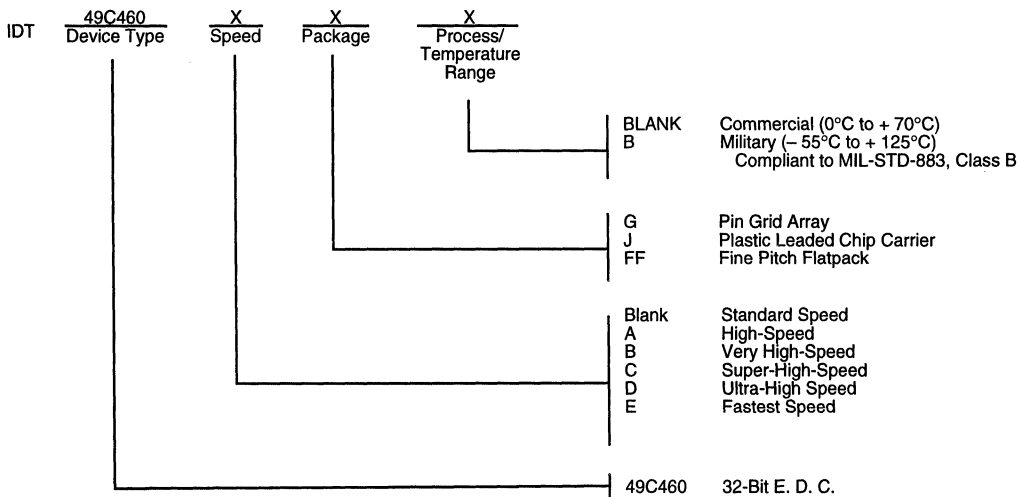 IDT 49C460 X X X
Device Type Speed Package Process/
Temperature
Range
BLANK Commercial (0°C to + 70°C)
B Military (– 55°C to + 125°C)
Compliant to MIL-STD-883, Class B
G Pin Grid Array
J Plastic Leaded Chip Carrier
FF Fine Pitch Flatpack
Blank Standard Speed
A High-Speed
B Very High-Speed
C Super-High-Speed
D Ultra-High Speed
E Fastest Speed
49C460 32-Bit E. D. C.